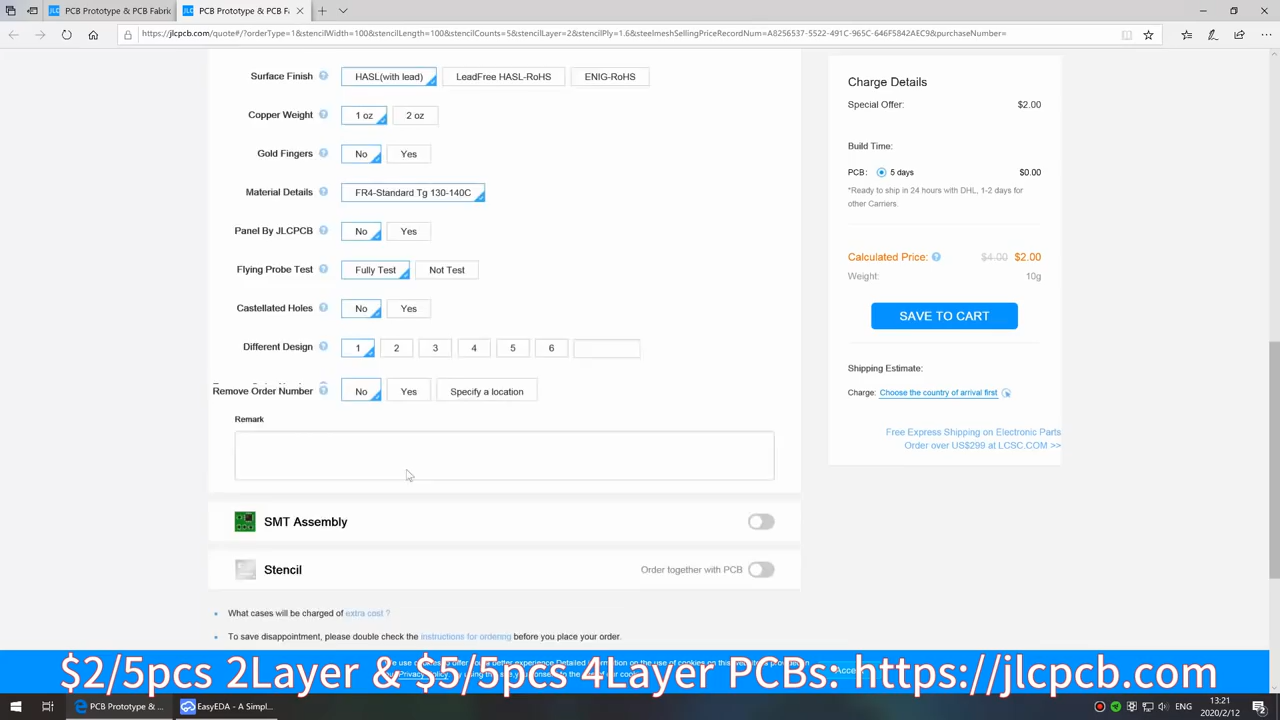 PCB Prototype & PCB Fabric
PCB Prototype & PCB Fab
https://jlcpcb.com/quote#/?orderType=1&stencilWidth=100&stencilLength=100&stencilCounts=5&stencilLayer=2&stencilPly=1.6&steelmeshSellingPriceRecordNum=A8256537-5522-491C-965C-646F5842AEC9&purchaseNumber=
Surface Finish HASL(with lead) LeadFree HASL-RoHS ENIG-RoHS
Copper Weight 1 oz 2 oz
Gold Fingers No Yes
Material Details FR4-Standard Tg 130-140C
Panel By JLCPCB No Yes
Flying Probe Test Fully Test Not Test
Castellated Holes No Yes
Different Design 1 2 3 4 5 6
Remove Order Number No Yes Specify a location
Remark
SMT Assembly
Stencil Order together with PCB
What cases will be charged of extra cost ?
To save disappointment, please double check the instructions for ordering before you place your order.
Charge Details
Special Offer: $2.00
Build Time:
PCB: 5 days $0.00
*Ready to ship in 24 hours with DHL, 1-2 days for
other Carriers.
Calculated Price: $4.00 $2.00
Weight: 10g
SAVE TO CART
Shipping Estimate:
Charge: Choose the country of arrival first
Free Express Shipping on Electronic Parts
Order over US$299 at LCSC.COM >>
$2/5pcs 2Layer & $5/5pcs 4Layer PCBs: https://jlcpcb.com
Privacy Policy
Accept
PCB Prototype & ...
EasyEDA - A Simpl...
13:21
2020/2/12